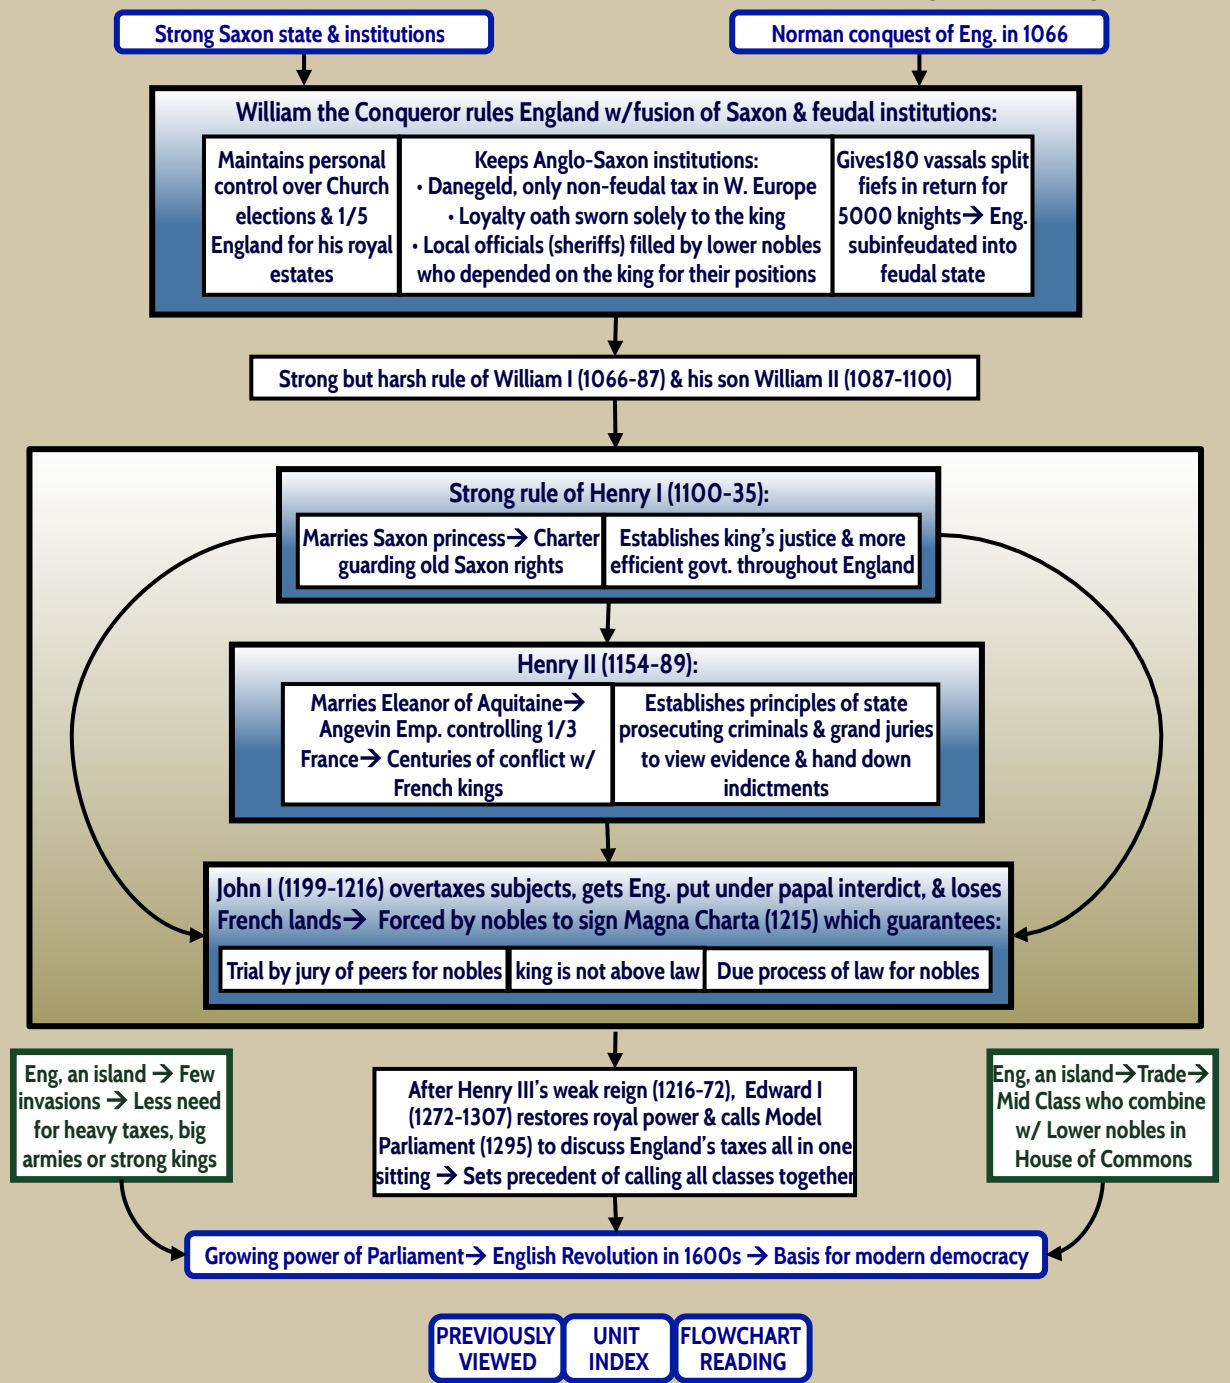 Strong Saxon state & institutions
Norman conquest of Eng. in 1066
William the Conqueror rules England w/fusion of Saxon & feudal institutions:
Maintains personal
control over Church
elections & 1/5
England for his royal
estates
Keeps Anglo-Saxon institutions:
• Danegeld, only non-feudal tax in W. Europe
• Loyalty oath sworn solely to the king
• Local officials (sheriffs) filled by lower nobles
who depended on the king for their positions
Gives180 vassals split
fiefs in return for
5000 knights→ Eng.
subinfeudated into
feudal state
Strong but harsh rule of William I (1066-87) & his son William II (1087-1100)
Strong rule of Henry I (1100-35):
Marries Saxon princess→ Charter
guarding old Saxon rights
Establishes king's justice & more
efficient govt. throughout England
Henry II (1154-89):
Marries Eleanor of Aquitaine→
Angevin Emp. controlling 1/3
France→ Centuries of conflict w/
French kings
Establishes principles of state
prosecuting criminals & grand juries
to view evidence & hand down
indictments
John I (1199-1216) overtaxes subjects, gets Eng. put under papal interdict, & loses
French lands→ Forced by nobles to sign Magna Charta (1215) which guarantees:
Trial by jury of peers for nobles
king is not above law
Due process of law for nobles
Eng, an island → Few
invasions → Less need
for heavy taxes, big
armies or strong kings
After Henry III's weak reign (1216-72), Edward I
(1272-1307) restores royal power & calls Model
Parliament (1295) to discuss England's taxes all in one
sitting → Sets precedent of calling all classes together
Eng, an island→Trade→
Mid Class who combine
w/ Lower nobles in
House of Commons
Growing power of Parliament→ English Revolution in 1600s → Basis for modern democracy
PREVIOUSLY
VIEWED
UNIT
INDEX
FLOWCHART
READING